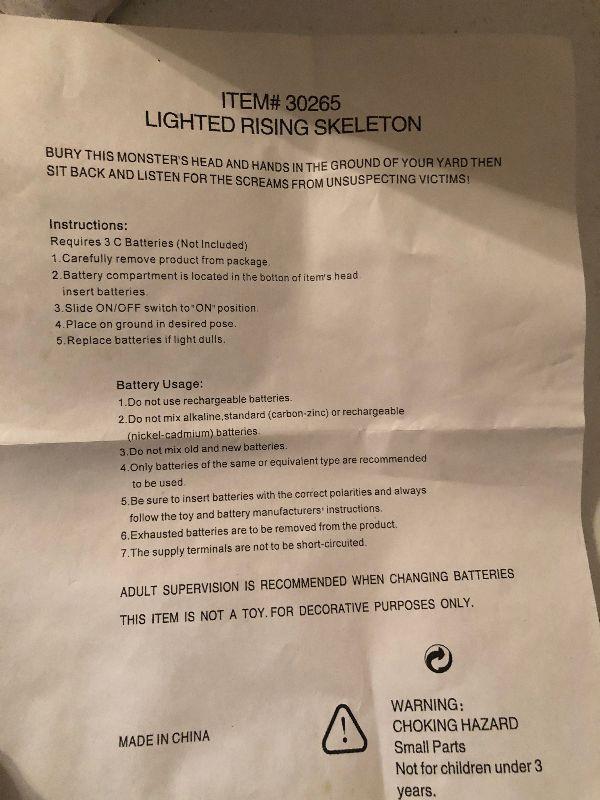 ITEM# 30265
LIGHTED RISING SKELETON
BURY THIS MONSTER'S HEAD AND HANDS IN THE GROUND OF YOUR YARD THEN
SIT BACK AND LISTEN FOR THE SCREAMS FROM UNSUSPECTING VICTIMS!
Instructions:
Requires 3 C Batteries (Not Included)
1.Carefully remove product from package.
2.Battery compartment is located in the botton of item's head.
insert batteries.
3.Slide ON/OFF switch to"ON" position.
4.Place on ground in desired pose.
5.Replace batteries if light dulls.
Battery Usage:
1.Do not use rechargeable batteries.
2.Do not mix alkaline,standard (carbon-zinc) or rechargeable
(nickel-cadmium) batteries.
3.Do not mix old and new batteries.
4.Only batteries of the same or equivalent type are recommended
to be used.
5.Be sure to insert batteries with the correct polarities and always
follow the toy and battery manufacturers' instructions.
6.Exhausted batteries are to be removed from the product.
7.The supply terminals are not to be short-circuited.
ADULT SUPERVISION IS RECOMMENDED WHEN CHANGING BATTERIES
THIS ITEM IS NOT A TOY. FOR DECORATIVE PURPOSES ONLY.
MADE IN CHINA
WARNING:
CHOKING HAZARD
Small Parts
Not for children under 3
years.